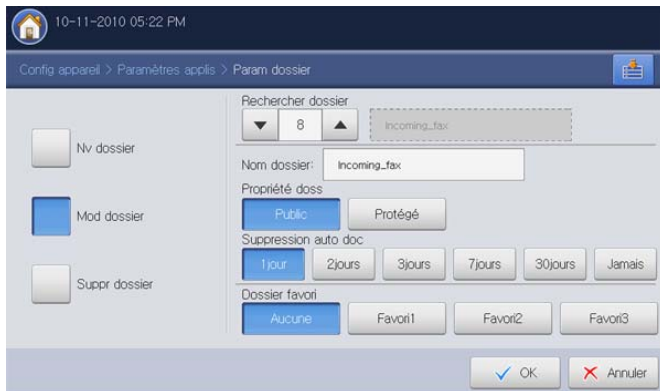 10-11-2010 05:22 PM
Config appareil > Paramètres applis > Param dossier
Nv dossier
Mod dossier
Suppr dossier
Rechercher dossier
8 Incoming_fax
Nom dossier: Incoming_fax
Propriété doss
Public Protégé
Suppression auto doc
1jour 2jours 3jours 7jours 30jours Jamais
Dossier favori
Aucune Favori1 Favori2 Favori3
OK Annuler